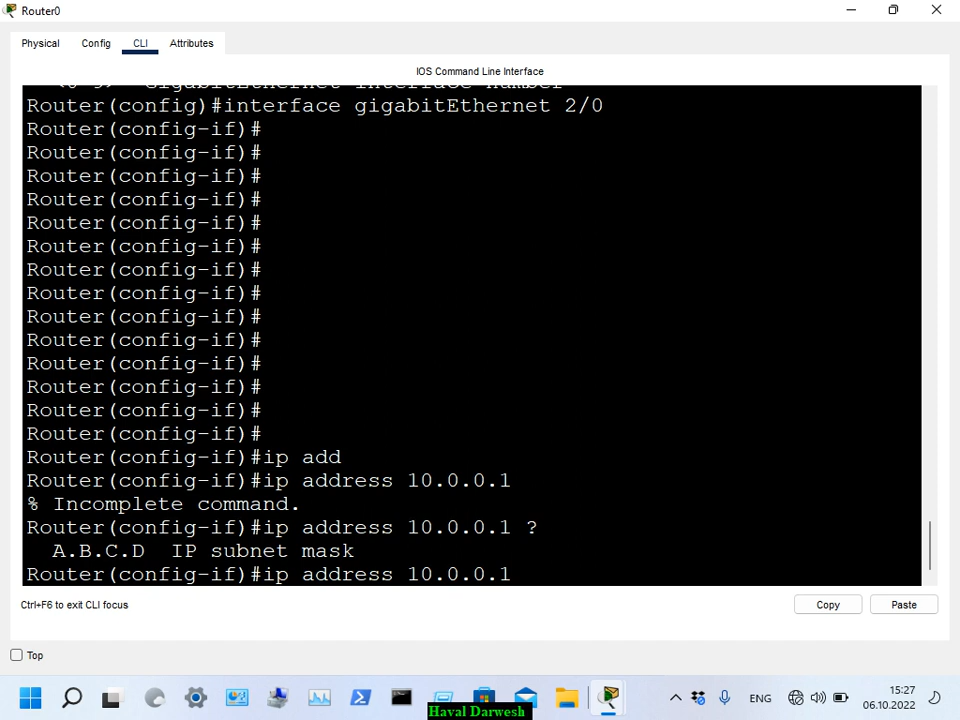 Router0
Physical Config CLI Attributes
IOS Command Line Interface
<0-9> GigabitEthernet interface number
Router(config)#interface gigabitEthernet 2/0
Router(config-if)#
Router(config-if)#
Router(config-if)#
Router(config-if)#
Router(config-if)#
Router(config-if)#
Router(config-if)#
Router(config-if)#
Router(config-if)#
Router(config-if)#
Router(config-if)#
Router(config-if)#
Router(config-if)#
Router(config-if)#
Router(config-if)#ip add
Router(config-if)#ip address 10.0.0.1
% Incomplete command.
Router(config-if)#ip address 10.0.0.1 ?
A.B.C.D IP subnet mask
Router(config-if)#ip address 10.0.0.1
Ctrl+F6 to exit CLI focus
Copy Paste
Top
ENG
15:27
06.10.2022
Haval Darwesh